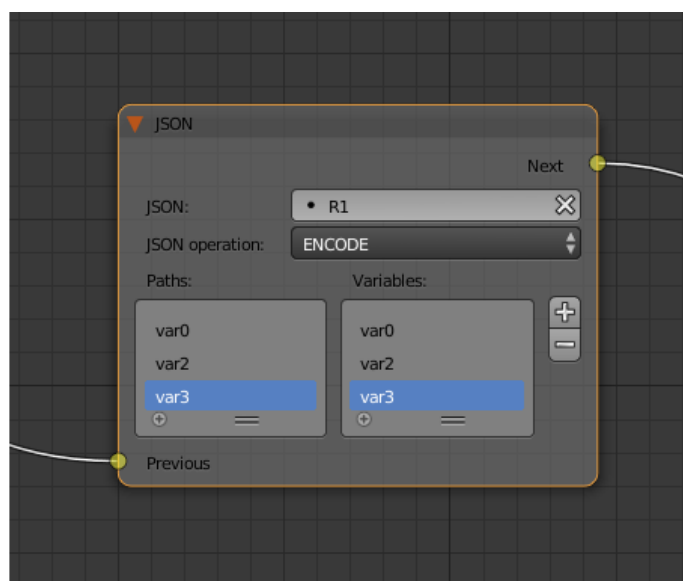 JSON
Next
JSON: R1
JSON operation: ENCODE
Paths: Variables:
var0 var0
var2 var2
var3 var3
Previous